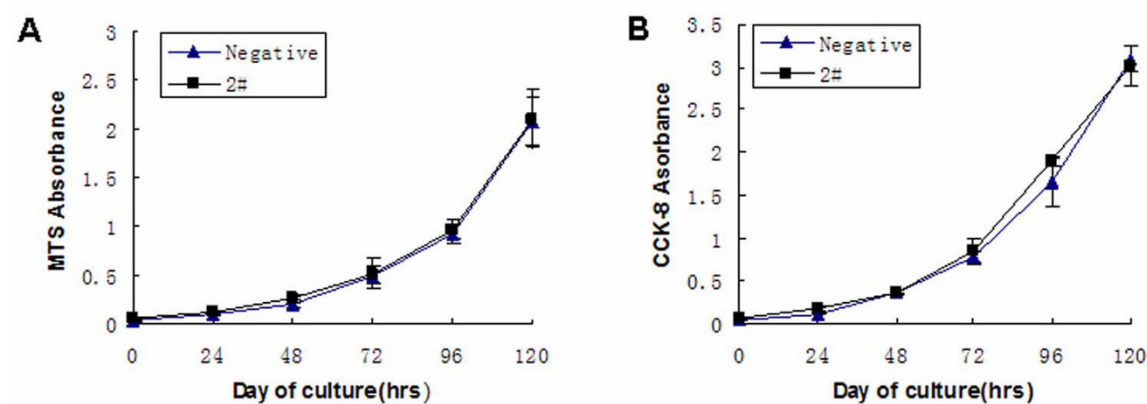 A
MTS Absorbance
3
2.5
2
1.5
1
0.5
0
Negative
2#
0 24 48 72 96 120
Day of culture(hrs)
B
CCK-8 Asorbance
3.5
3
2.5
2
1.5
1
0.5
0
Negative
2#
0 24 48 72 96 120
Day of culture(hrs)